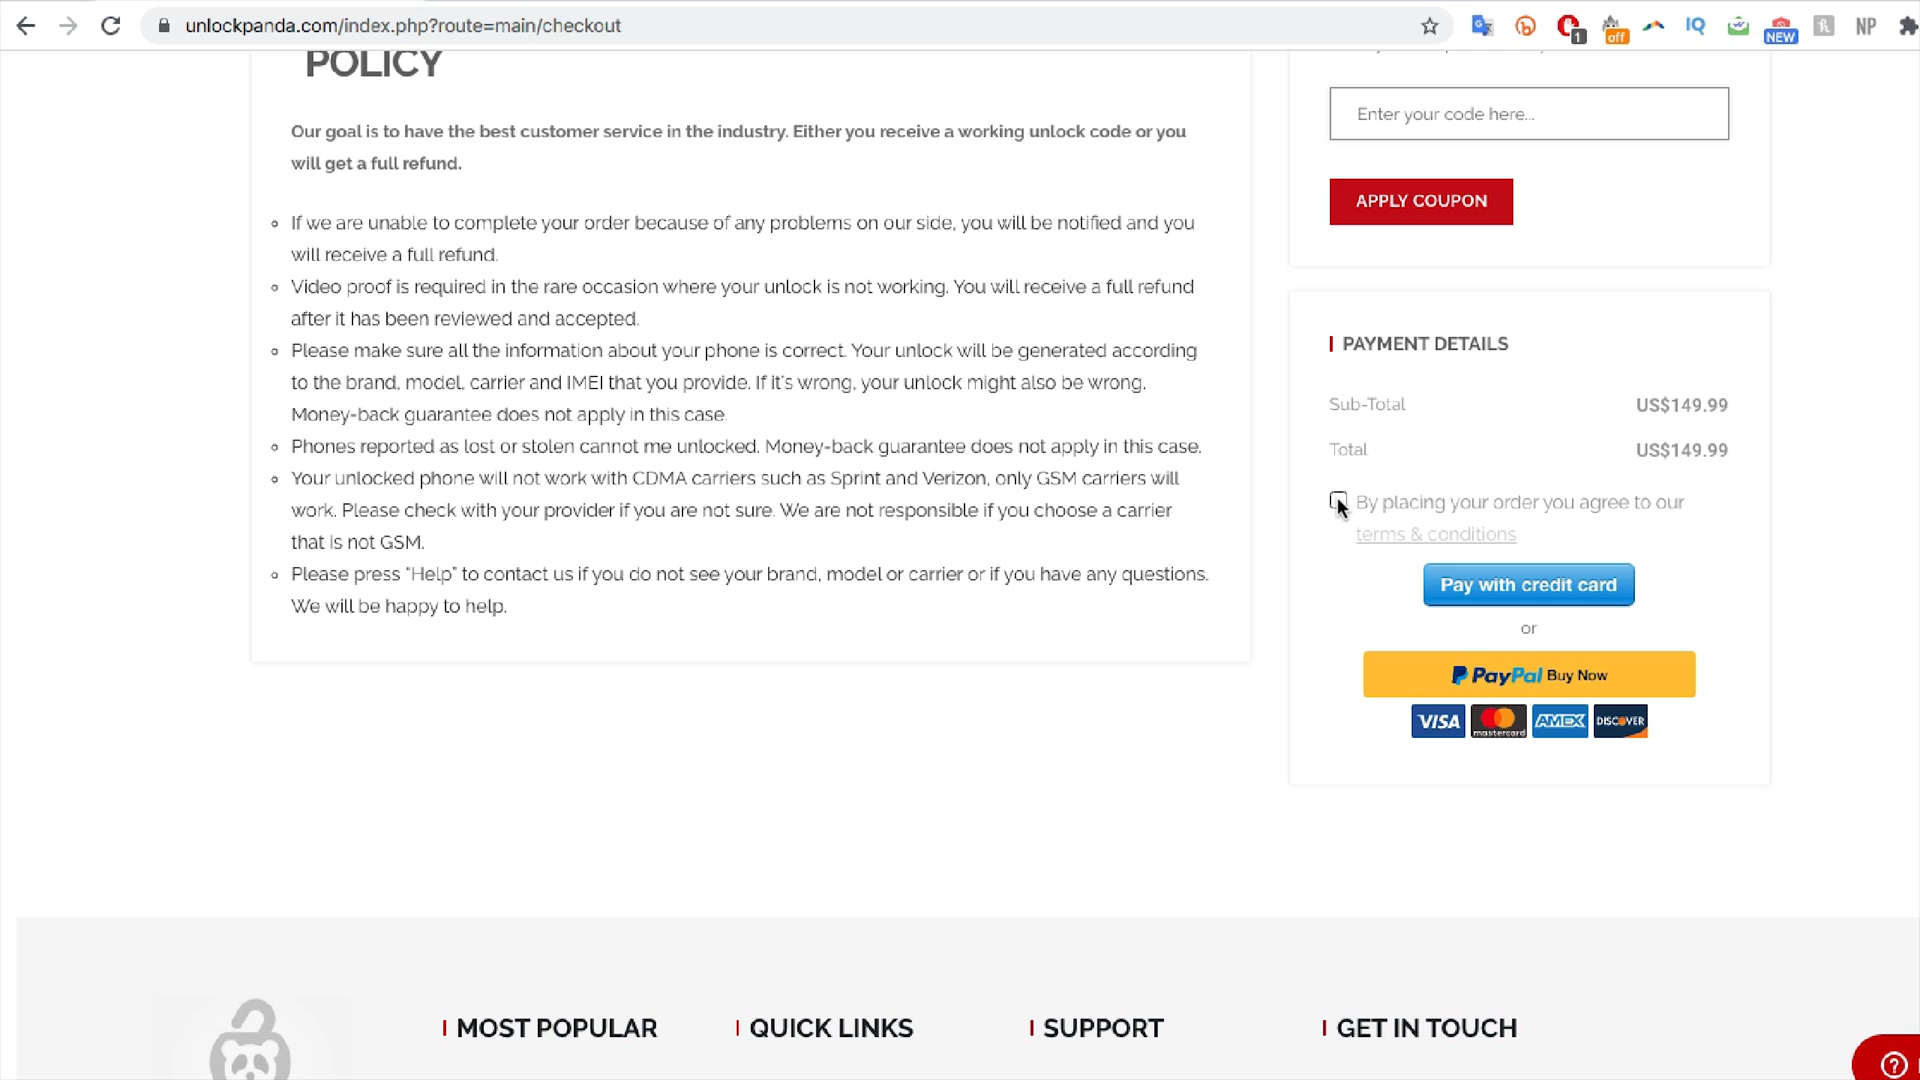 unlockpanda.com/index.php?route=main/checkout
1
off
IQ
NEW
NP
POLICY
Our goal is to have the best customer service in the industry. Either you receive a working unlock code or you
will get a full refund.
If we are unable to complete your order because of any problems on our side, you will be notified and you
will receive a full refund.
Video proof is required in the rare occasion where your unlock is not working. You will receive a full refund
after it has been reviewed and accepted.
Please make sure all the information about your phone is correct. Your unlock will be generated according
to the brand, model, carrier and IMEI that you provide. If it's wrong, your unlock might also be wrong.
Money-back guarantee does not apply in this case.
Phones reported as lost or stolen cannot me unlocked. Money-back guarantee does not apply in this case.
Your unlocked phone will not work with CDMA carriers such as Sprint and Verizon, only GSM carriers will
work. Please check with your provider if you are not sure. We are not responsible if you choose a carrier
that is not GSM.
Please press "Help" to contact us if you do not see your brand, model or carrier or if you have any questions.
We will be happy to help.
Enter your code here...
APPLY COUPON
PAYMENT DETAILS
Sub-Total US$149.99
Total US$149.99
By placing your order you agree to our
terms & conditions
Pay with credit card
or
PayPal Buy Now
VISA mastercard AMEX DISCOVER
MOST POPULAR
QUICK LINKS
SUPPORT
GET IN TOUCH